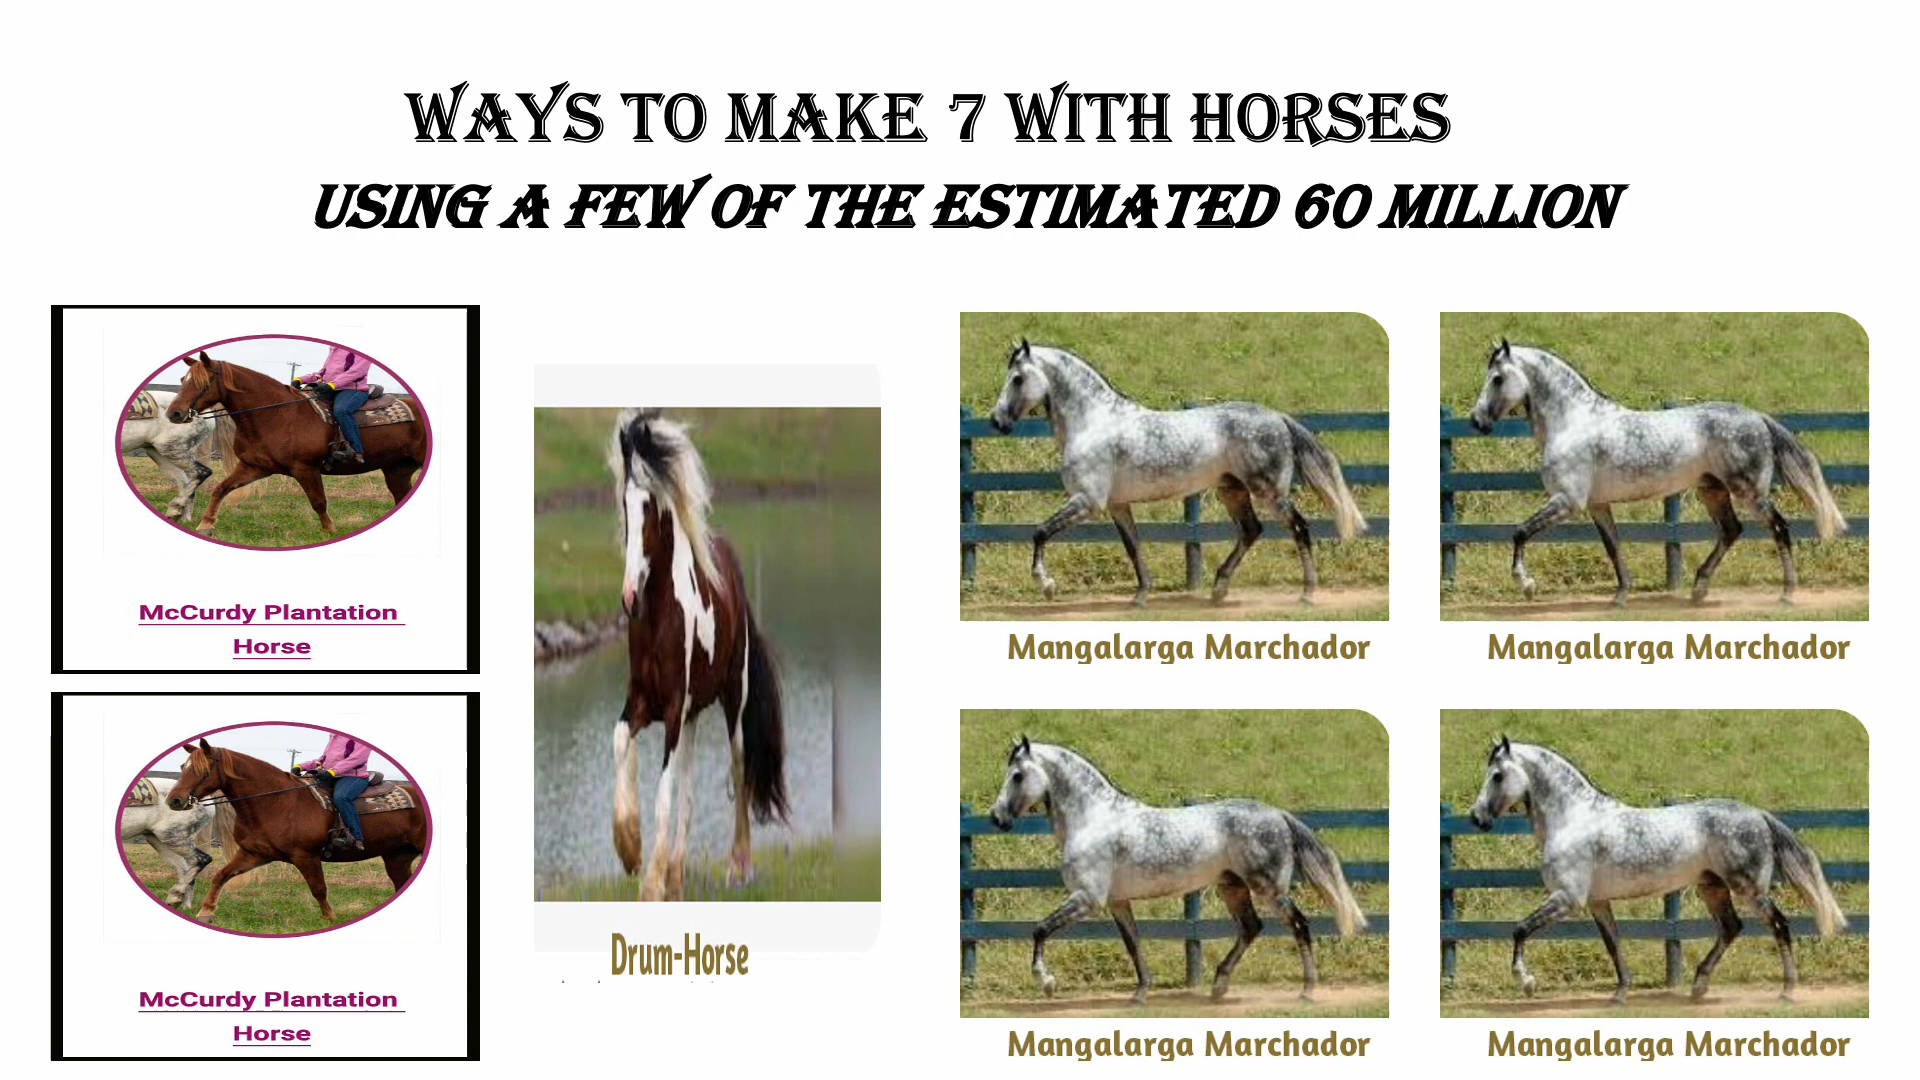 WAYS TO MAKE 7 WITH HORSES
USING A FEW OF THE ESTIMATED 60 MILLION
McCurdy Plantation
Horse
McCurdy Plantation
Horse
Drum-Horse
Mangalarga Marchador
Mangalarga Marchador
Mangalarga Marchador
Mangalarga Marchador